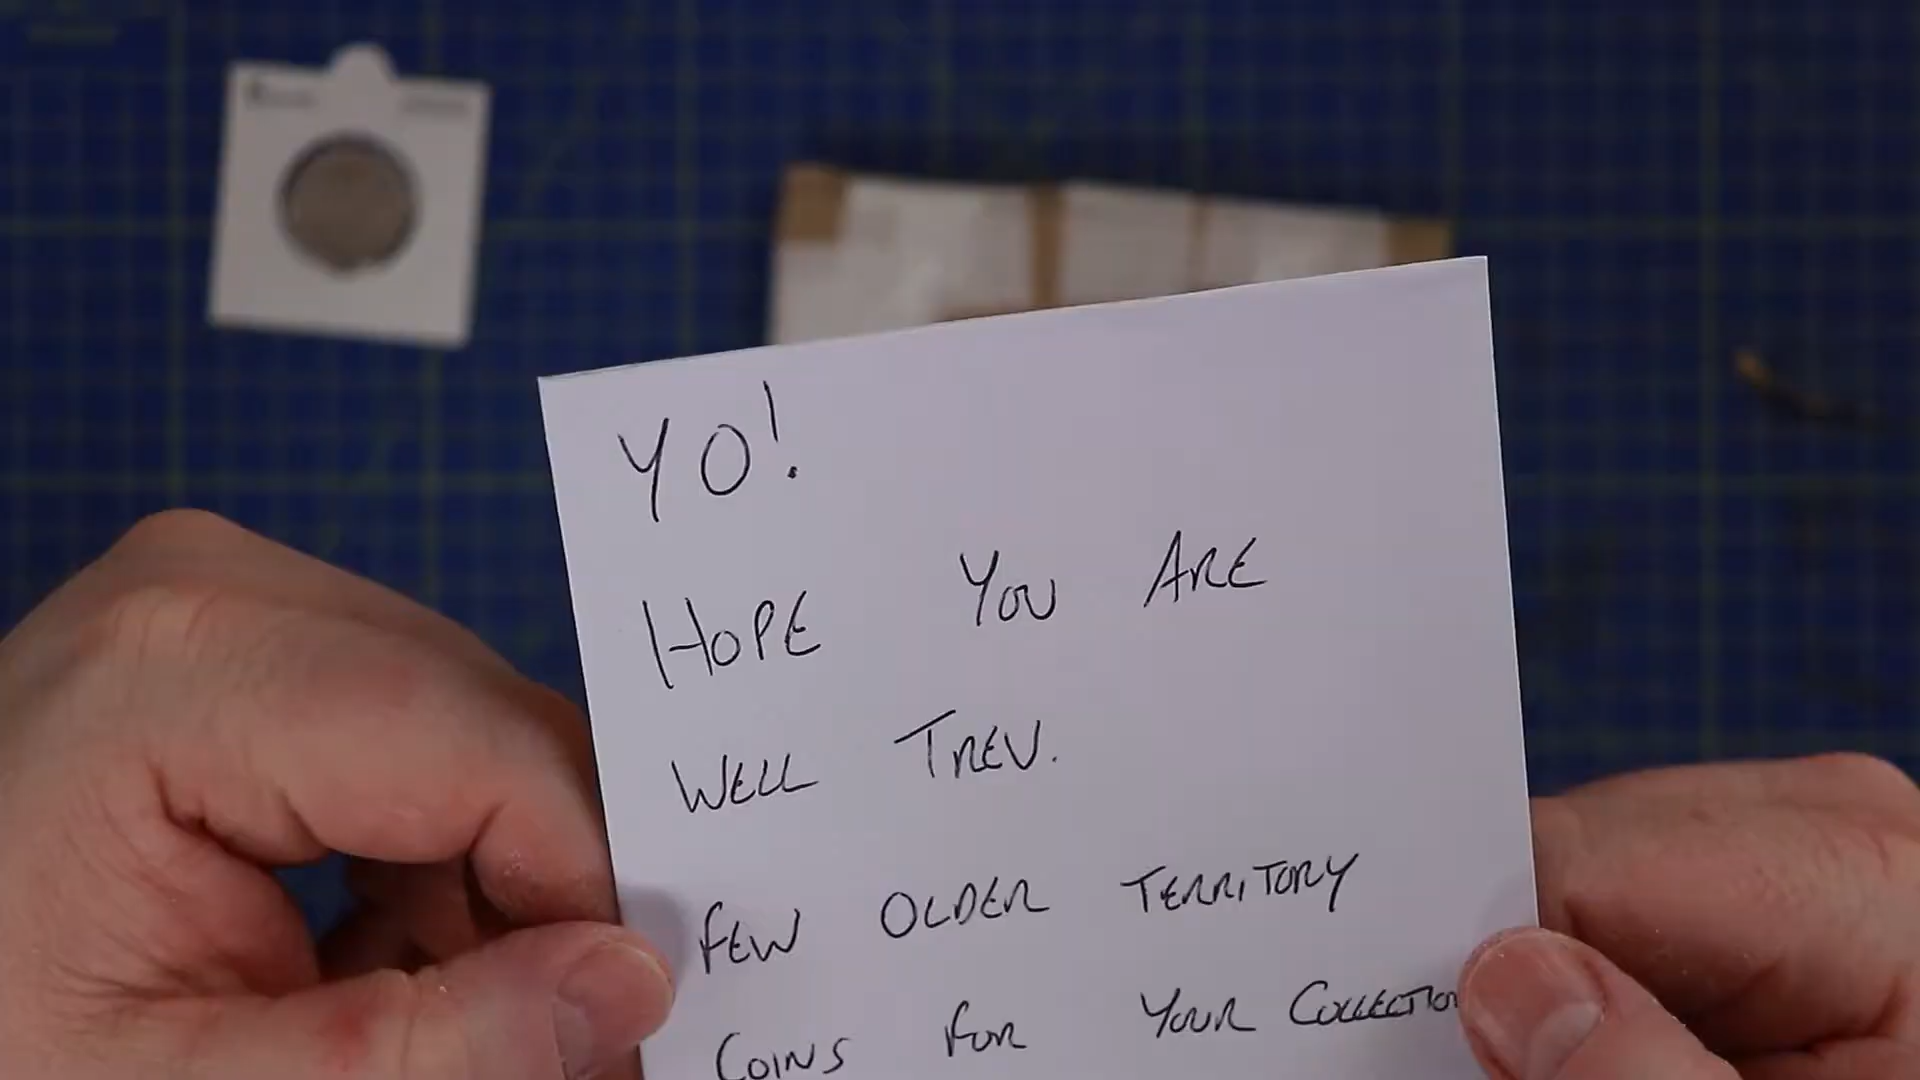 YO!
HOPE YOU ARE
WELL TREV.
FEW OLDER TERRITORY
COINS FOR YOUR COLLECTION